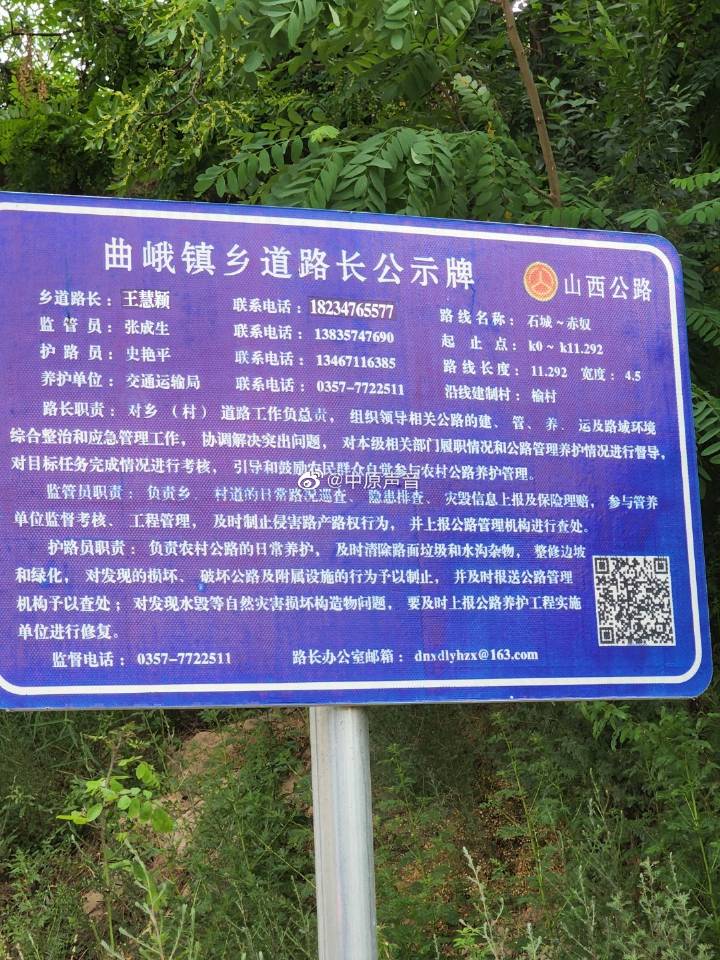 曲峨镇乡道路长公示牌
山西公路
乡道路长：王慧颖 联系电话：18234765577 路线名称：石城~赤奴
监管员：张成生 联系电话：13835747690 起止点：k0~k11.292
护路员：史艳平 联系电话：13467116385 路线长度：11.292 宽度：4.5
养护单位：交通运输局 联系电话：0357-7722511 沿线建制村：榆村
路长职责：对乡（村）道路工作负总责，组织领导相关公路的建、管、养、运及路域环境
综合整治和应急管理工作，协调解决突出问题，对本级相关部门履职情况和公路管理养护情况进行督导，
对目标任务完成情况进行考核，引导和鼓励农民群众自觉参与农村公路养护管理。
@中原声音
监管员职责：负责乡、村道的日常路况巡查、隐患排查、灾毁信息上报及保险理赔，参与管养
单位监督考核、工程管理，及时制止侵害路产路权行为，并上报公路管理机构进行查处。
护路员职责：负责农村公路的日常养护，及时清除路面垃圾和水沟杂物，整修边坡
和绿化，对发现的损坏、破坏公路及附属设施的行为予以制止，并及时报送公路管理
机构予以查处；对发现水毁等自然灾害损坏构造物问题，要及时上报公路养护工程实施
单位进行修复。
监督电话：0357-7722511 路长办公室邮箱：dnxdlyhzx@163.com